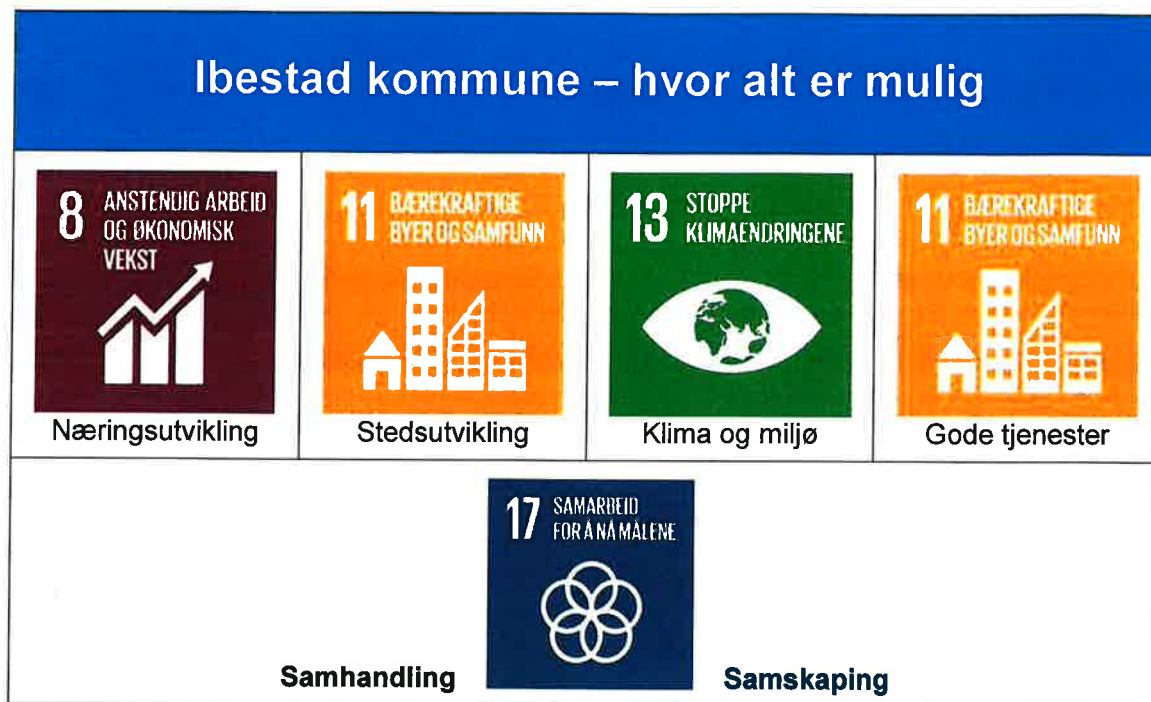 Ibestad kommune – hvor alt er mulig
8 ANSTENDIG ARBEID
OG ØKONOMISK
VEKST
Næringsutvikling
11 BÆREKRAFTIGE
BYER OG SAMFUNN
Stedsutvikling
13 STOPPE
KLIMAENDRINGENE
Klima og miljø
11 BÆREKRAFTIGE
BYER OG SAMFUNN
Gode tjenester
17 SAMARBEID
FOR Å NÅ MÅLENE
Samhandling
Samskaping